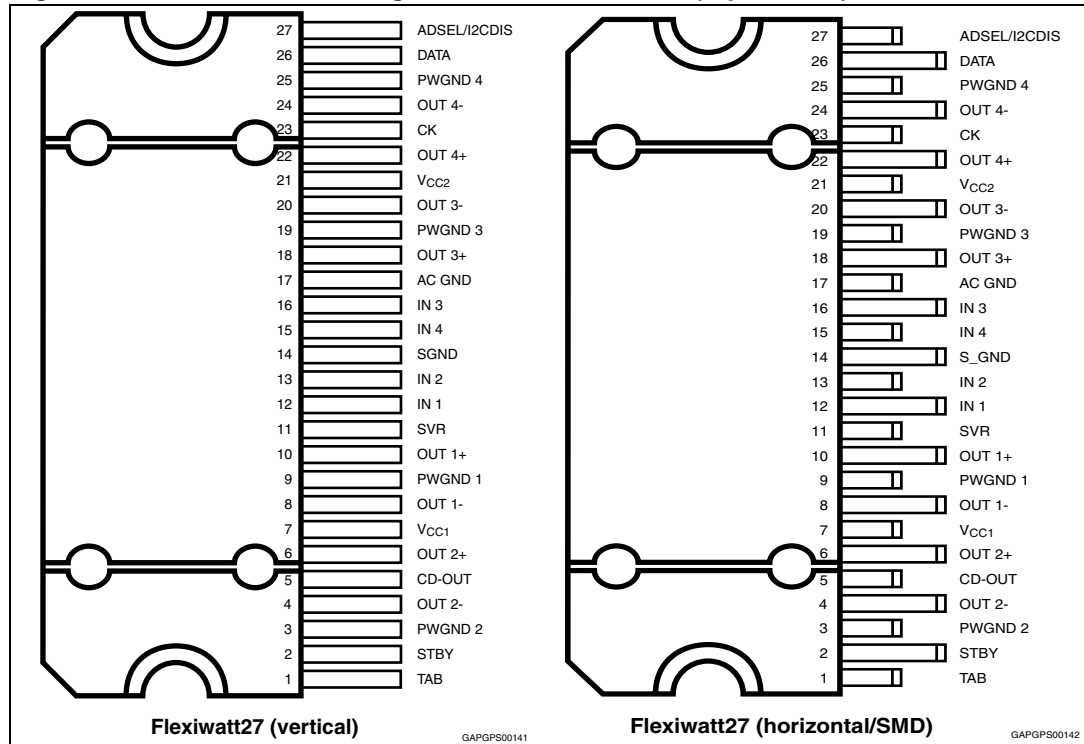 27 ADSEL/I2CDIS
26 DATA
25 PWGND 4
24 OUT 4-
23 CK
22 OUT 4+
21 VCC2
20 OUT 3-
19 PWGND 3
18 OUT 3+
17 AC GND
16 IN 3
15 IN 4
14 SGND
13 IN 2
12 IN 1
11 SVR
10 OUT 1+
9 PWGND 1
8 OUT 1-
7 VCC1
6 OUT 2+
5 CD-OUT
4 OUT 2-
3 PWGND 2
2 STBY
1 TAB
Flexiwatt27 (vertical)
GAPGPS00141
27 ADSEL/I2CDIS
26 DATA
25 PWGND 4
24 OUT 4-
23 CK
22 OUT 4+
21 VCC2
20 OUT 3-
19 PWGND 3
18 OUT 3+
17 AC GND
16 IN 3
15 IN 4
14 S_GND
13 IN 2
12 IN 1
11 SVR
10 OUT 1+
9 PWGND 1
8 OUT 1-
7 VCC1
6 OUT 2+
5 CD-OUT
4 OUT 2-
3 PWGND 2
2 STBY
1 TAB
Flexiwatt27 (horizontal/SMD)
GAPGPS00142